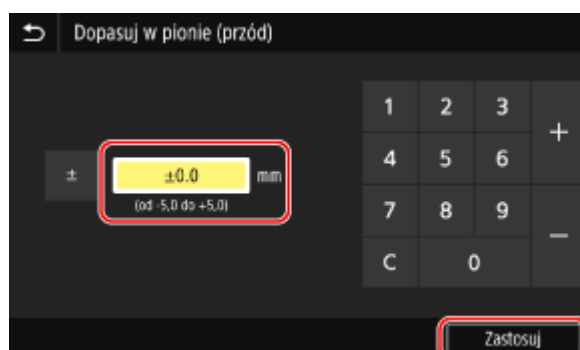 Dopasuj w pionie (przód)
1 2 3 +
4 5 6
± ±0.0 mm
(od -5,0 do +5,0)
7 8 9 −
C 0
Zastosuj